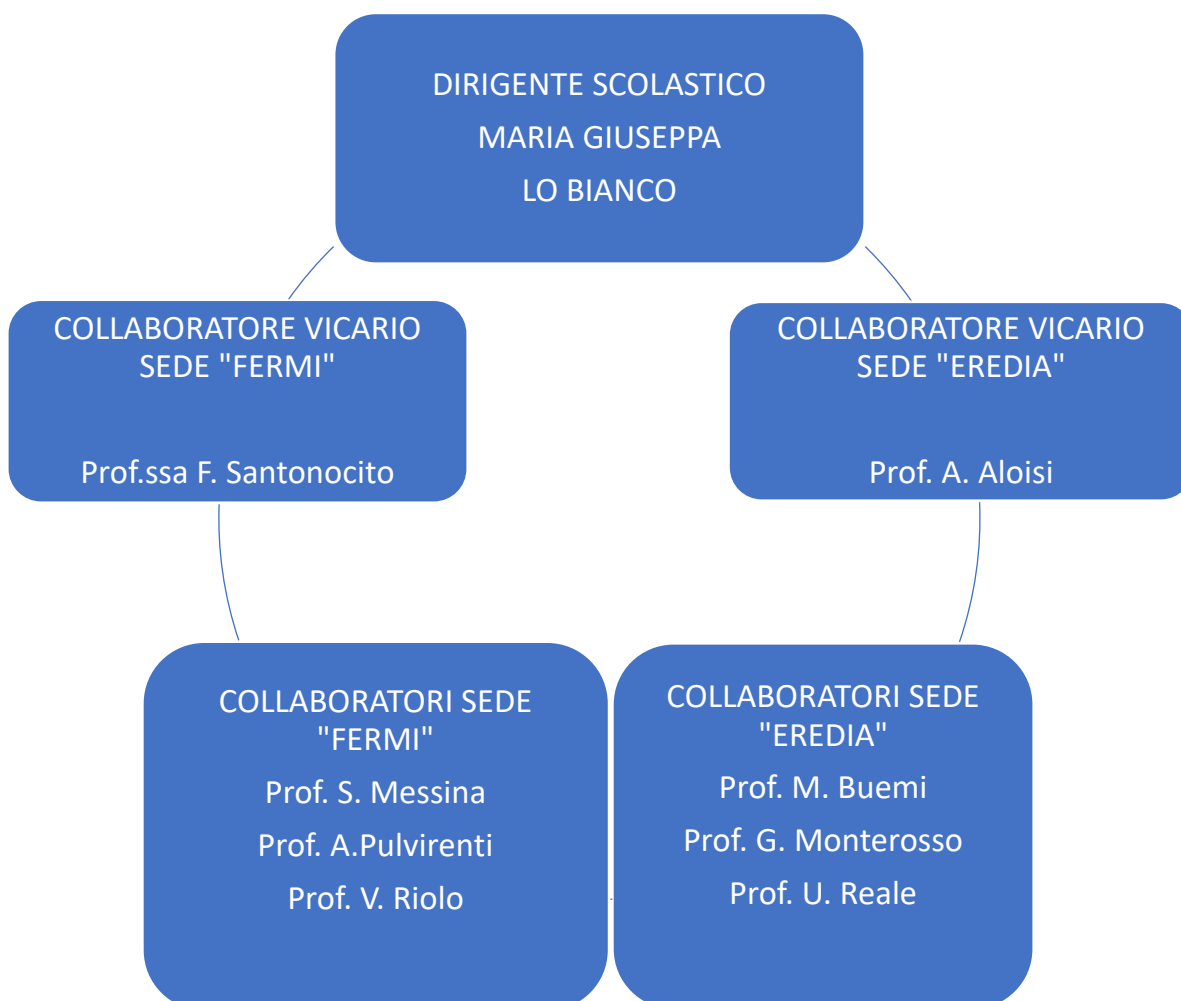 DIRIGENTE SCOLASTICO
MARIA GIUSEPPA
LO BIANCO
COLLABORATORE VICARIO
SEDE "FERMI"
Prof.ssa F. Santonocito
COLLABORATORE VICARIO
SEDE "EREDIA"
Prof. A. Aloisi
COLLABORATORI SEDE
"FERMI"
Prof. S. Messina
Prof. A.Pulvirenti
Prof. V. Riolo
COLLABORATORI SEDE
"EREDIA"
Prof. M. Buemi
Prof. G. Monterosso
Prof. U. Reale